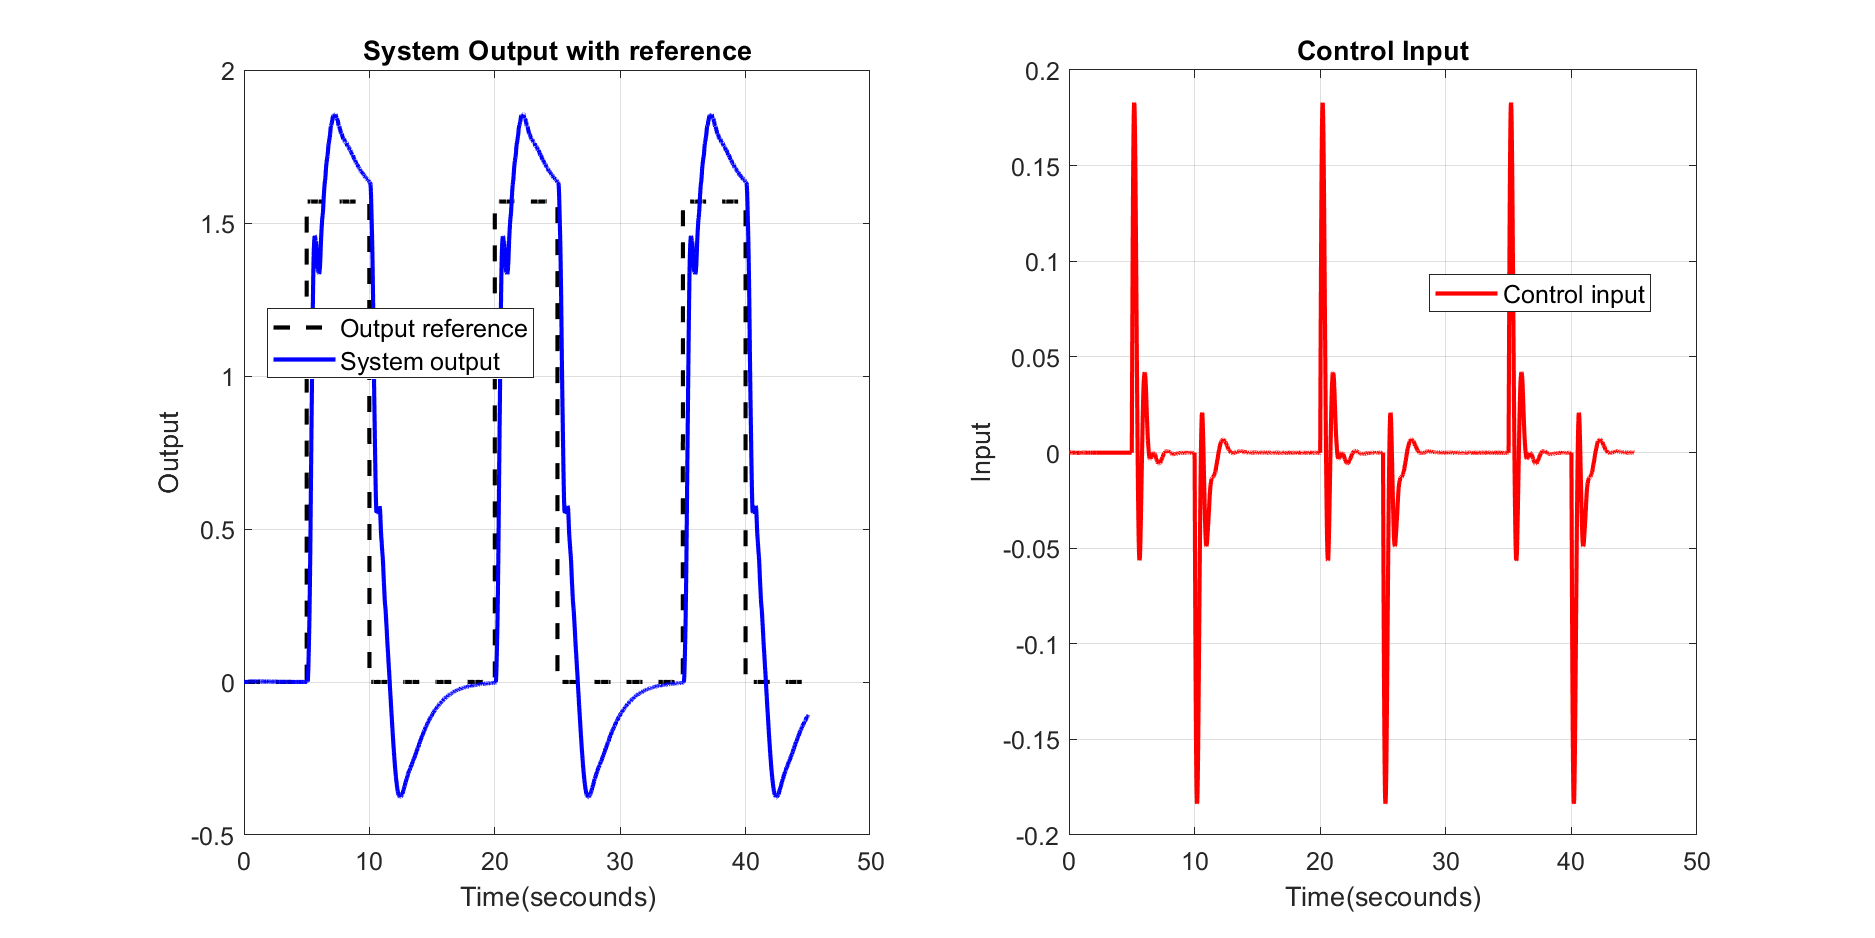 System Output with reference
2
1.5
1
0.5
0
-0.5
Output
Output reference
System output
0 10 20 30 40 50
Time(secounds)
Control Input
0.2
0.15
0.1
0.05
0
-0.05
-0.1
-0.15
-0.2
Input
Control input
0 10 20 30 40 50
Time(secounds)